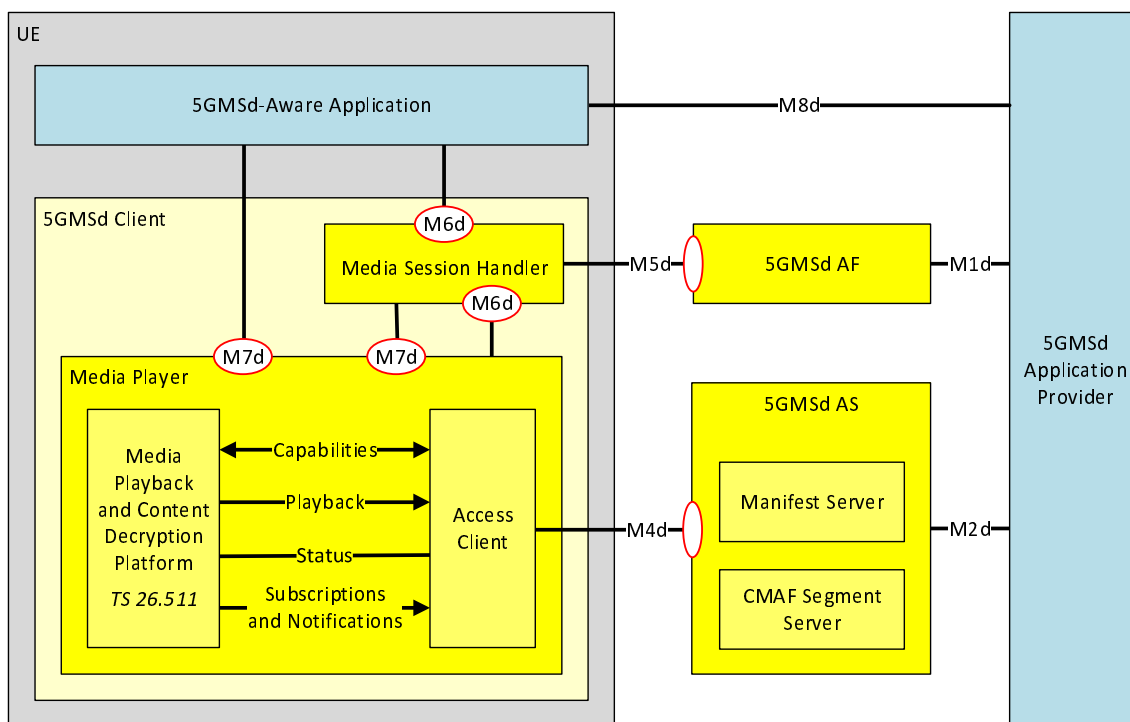 UE
5GMSd-Aware Application
M8d
5GMSd Client
M6d
Media Session Handler
M5d
5GMSd AF
M1d
M6d
M7d
M7d
Media Player
5GMSd
Application
Provider
5GMSd AS
Media
Playback
and Content
Decryption
Platform
TS 26.511
Capabilities
Playback
Status
Subscriptions
and Notifications
Access
Client
M4d
Manifest Server
M2d
CMAF Segment
Server